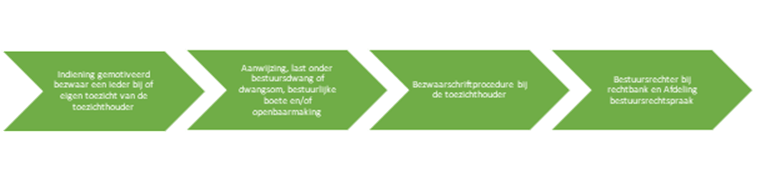 Indiening gemotiveerd
bezwaar een ieder bij of
eigen toezicht van de
toezichthouder
Aanwijzing, last onder
bestuursdwang of
dwangsom, bestuurlijke
boete en/of
openbaarmaking
Bezwaarschriftprocedure bij
de toezichthouder
Bestuursrechter bij
rechtbank en Afdeling
bestuursrechtspraak